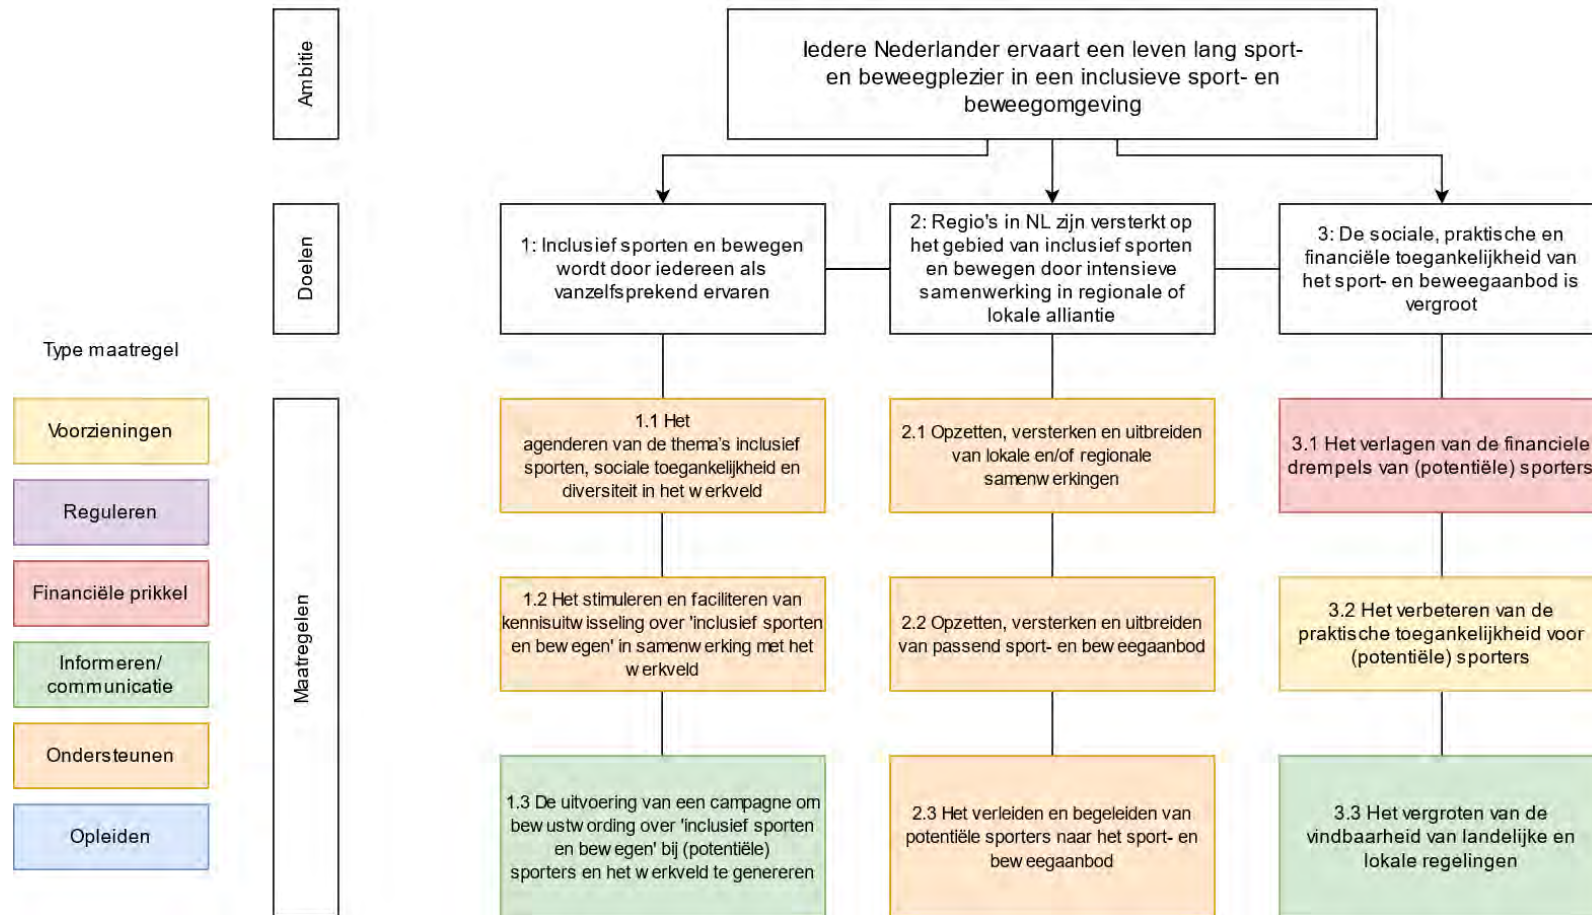 Ambitie
Iedere Nederlander ervaart een leven lang sport-
en beweegplezier in een inclusieve sport- en
beweegomgeving
Doelen
1: Inclusief sporten en bewegen
wordt door iedereen als
vanzelfsprekend ervaren
2: Regio's in NL zijn versterkt op
het gebied van inclusief sporten
en bewegen door intensieve
samenwerking in regionale of
lokale alliantie
3: De sociale, praktische en
financiële toegankelijkheid van
het sport- en beweegaanbod is
vergroot
Type maatregel
Voorzieningen
Reguleren
Financiële prikkel
Informeren/
communicatie
Ondersteunen
Opleiden
Maatregelen
1.1 Het
agenderen van de thema's inclusief
sporten, sociale toegankelijkheid en
diversiteit in het werkveld
2.1 Opzetten, versterken en uitbreiden
van lokale en/of regionale
samenwerkingen
3.1 Het verlagen van de financiele
drempels van (potentiële) sporters
1.2 Het stimuleren en faciliteren van
kennisuitwisseling over 'inclusief sporten
en bewegen' in samenwerking met het
werkveld
2.2 Opzetten, versterken en uitbreiden
van passend sport- en beweegaanbod
3.2 Het verbeteren van de
praktische toegankelijkheid voor
(potentiële) sporters
1.3 De uitvoering van een campagne om
bewustwording over 'inclusief sporten
en bewegen' bij (potentiële)
sporters en het werkveld te genereren
2.3 Het verleiden en begeleiden van
potentiële sporters naar het sport- en
beweegaanbod
3.3 Het vergroten van de
vindbaarheid van landelijke en
lokale regelingen